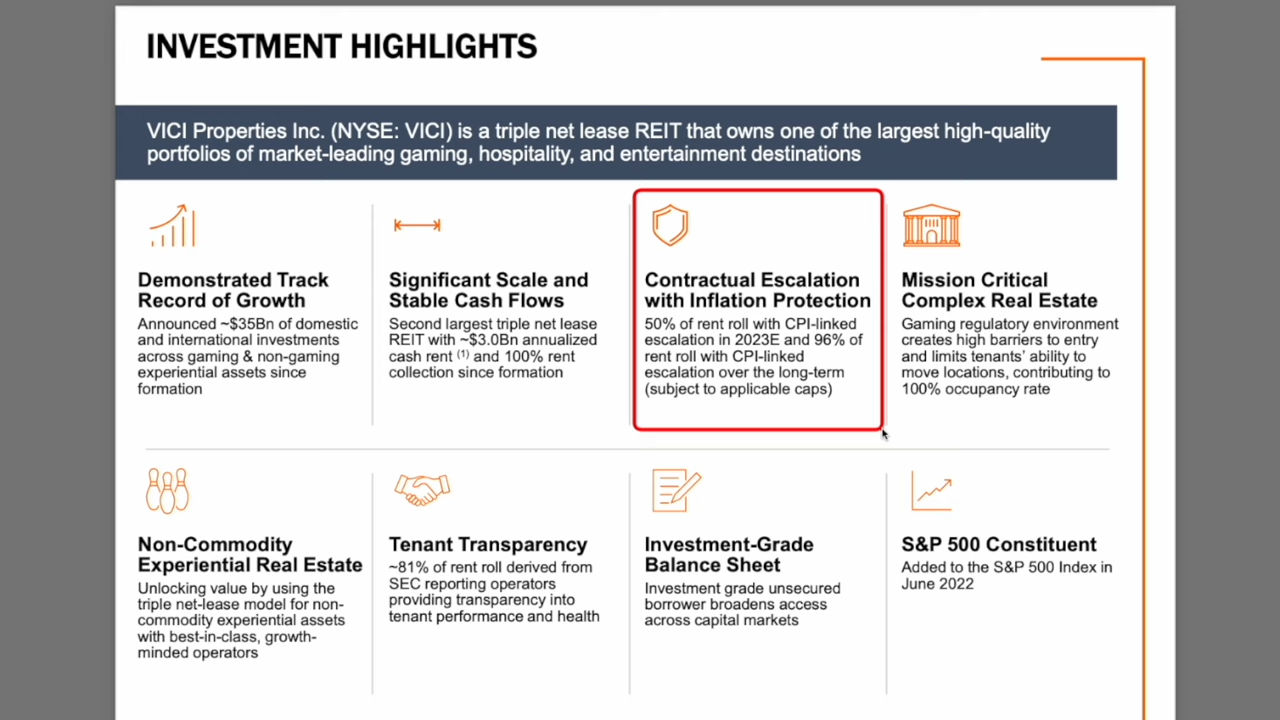 INVESTMENT HIGHLIGHTS
VICI Properties Inc. (NYSE: VICI) is a triple net lease REIT that owns one of the largest high-quality
portfolios of market-leading gaming, hospitality, and entertainment destinations
Demonstrated Track
Record of Growth
Announced ~$35Bn of domestic
and international investments
across gaming & non-gaming
experiential assets since
formation
Significant Scale and
Stable Cash Flows
Second largest triple net lease
REIT with ~$3.0Bn annualized
cash rent (1) and 100% rent
collection since formation
Contractual Escalation
with Inflation Protection
50% of rent roll with CPI-linked
escalation in 2023E and 96% of
rent roll with CPI-linked
escalation over the long-term
(subject to applicable caps)
Mission Critical
Complex Real Estate
Gaming regulatory environment
creates high barriers to entry
and limits tenants' ability to
move locations, contributing to
100% occupancy rate
Non-Commodity
Experiential Real Estate
Unlocking value by using the
triple net-lease model for non-
commodity experiential assets
with best-in-class, growth-
minded operators
Tenant Transparency
~81% of rent roll derived from
SEC reporting operators
providing transparency into
tenant performance and health
Investment-Grade
Balance Sheet
Investment grade unsecured
borrower broadens access
across capital markets
S&P 500 Constituent
Added to the S&P 500 Index in
June 2022